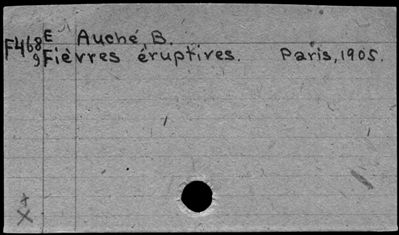 E Auché, B.
F468
9 Fièvres éruptives. Paris, 1905.